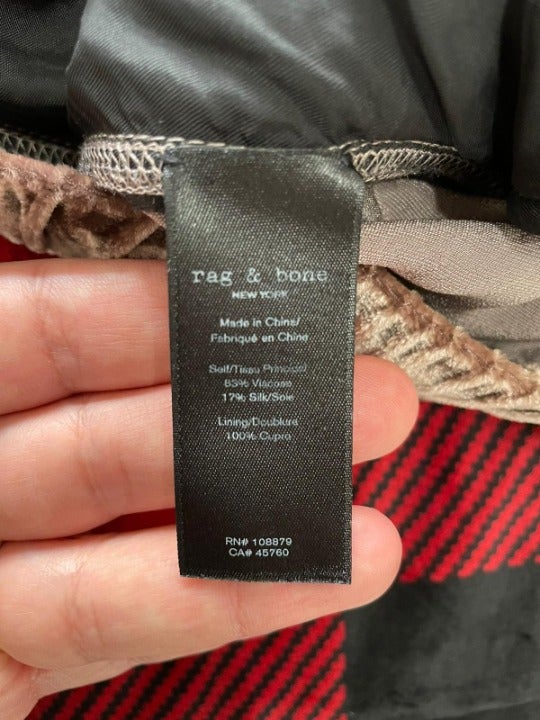 rag & bone
NEW YORK
Made in China/
Fabriqué en Chine
Self/Tissu Principal
83% Viscose
17% Silk/Soie
Lining/Doublure
100% Cupro
RN# 108879
CA# 45760